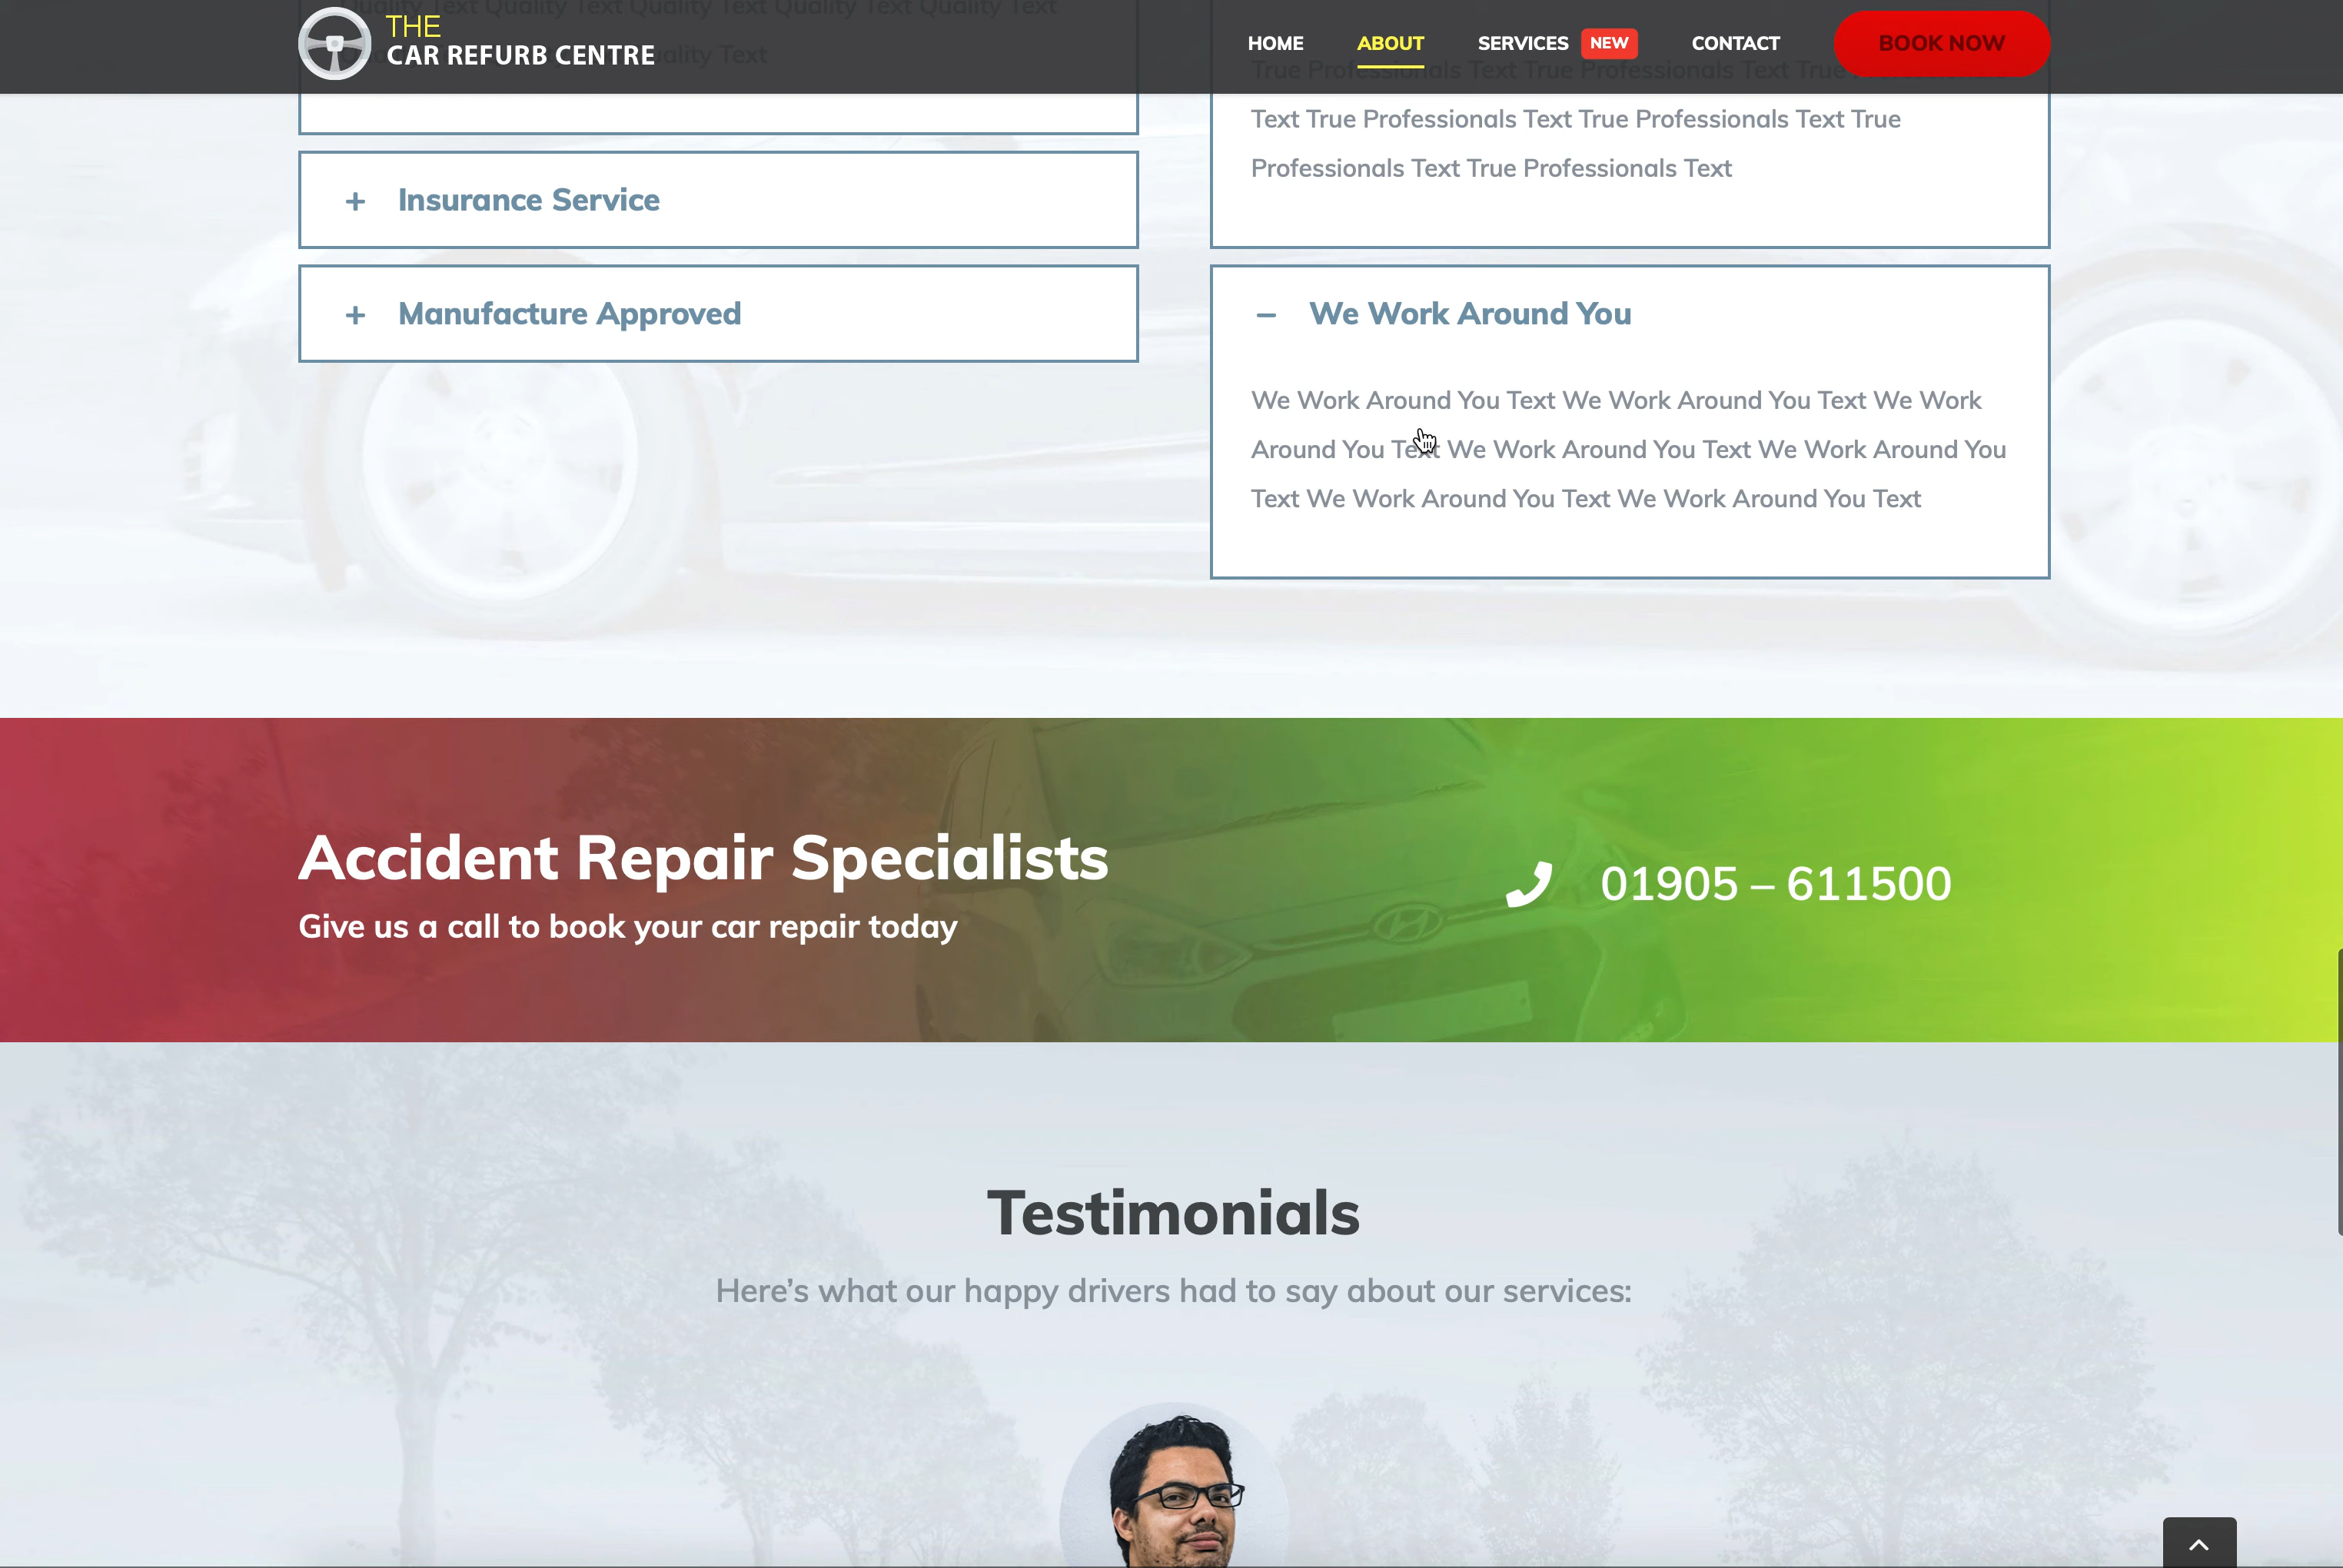 Quality Text Quality Text Quality Text Quality Text Quality Text
THE
CAR REFURB CENTRE
Quality Text
HOME
ABOUT
SERVICES
NEW
CONTACT
BOOK NOW
True Professionals Text True Professionals Text True
Text True Professionals Text True Professionals Text True
Professionals Text True Professionals Text
+ Insurance Service
+ Manufacture Approved
− We Work Around You
We Work Around You Text We Work Around You Text We Work
Around You Text We Work Around You Text We Work Around You
Text We Work Around You Text We Work Around You Text
Accident Repair Specialists
Give us a call to book your car repair today
01905 – 611500
Testimonials
Here’s what our happy drivers had to say about our services: